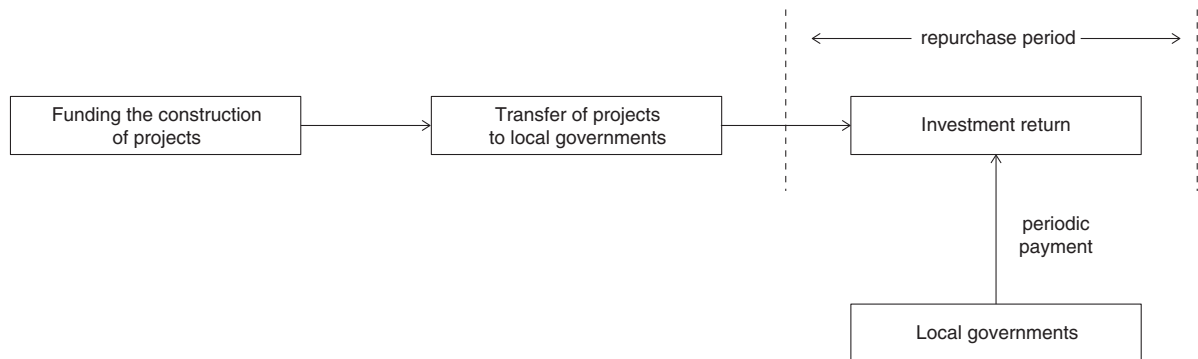 repurchase period
Funding the construction
of projects
Transfer of projects
to local governments
Investment return
periodic
payment
Local governments